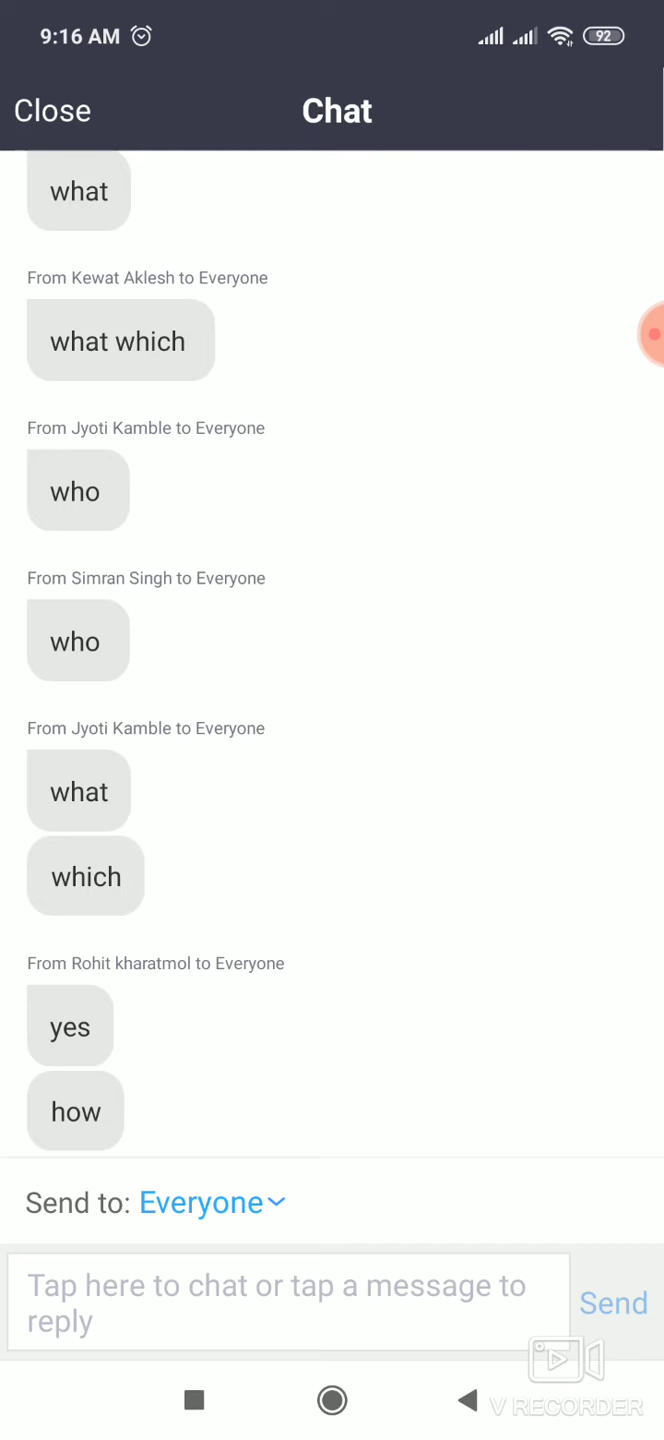 9:16 AM
92
Close
Chat
what
From Kewat Aklesh to Everyone
what which
From Jyoti Kamble to Everyone
who
From Simran Singh to Everyone
who
From Jyoti Kamble to Everyone
what
which
From Rohit kharatmol to Everyone
yes
how
Send to: Everyone
Tap here to chat or tap a message to
reply
Send
V RECORDER